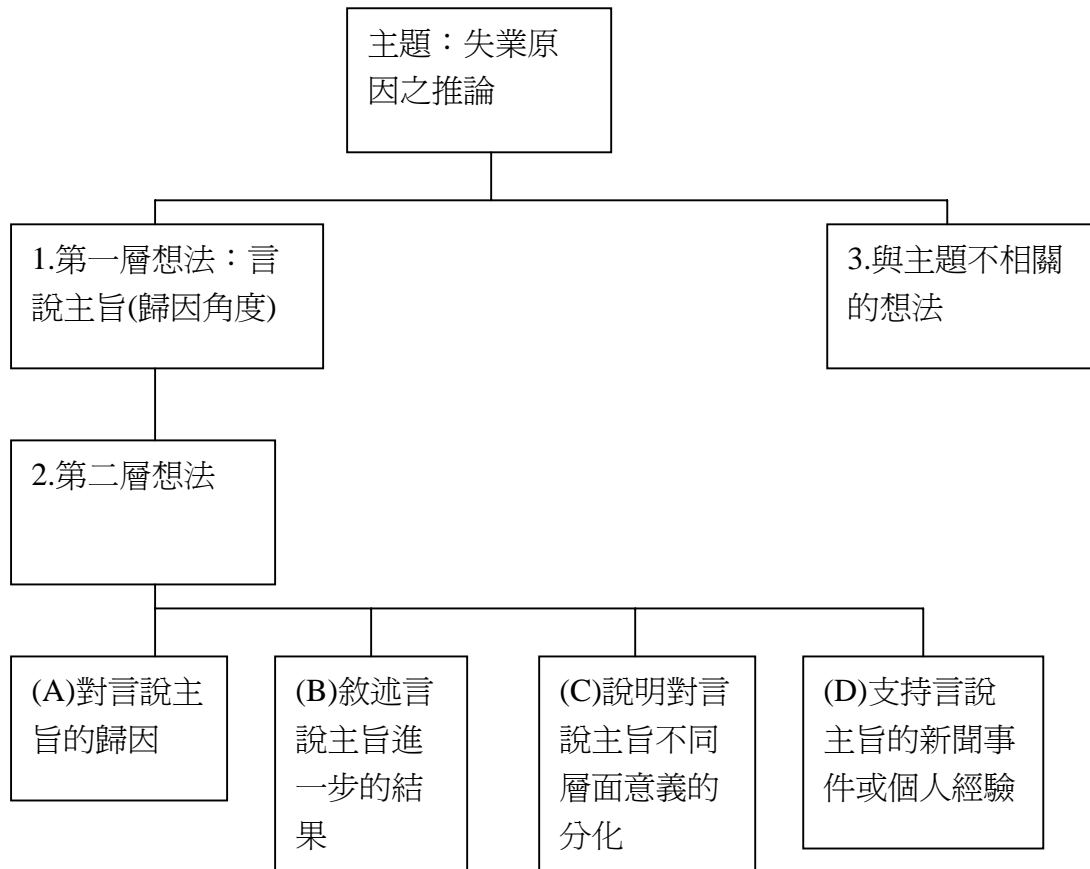 主題：失業原
因之推論
1.第一層想法：言
說主旨(歸因角度)
3.與主題不相關
的想法
2.第二層想法
(A)對言說主
旨的歸因
(B)敘述言
說主旨進
一步的結
果
(C)說明對言
說主旨不同
層面意義的
分化
(D)支持言說
主旨的新聞事
件或個人經驗